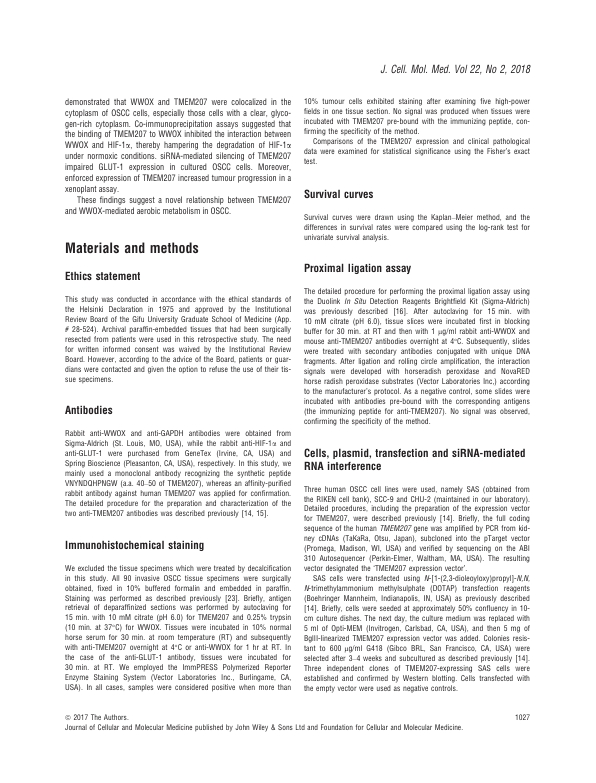 J. Cell. Mol. Med. Vol 22, No 2, 2018
demonstrated that WWOX and TMEM207 were colocalized in the
cytoplasm of OSCC cells, especially those cells with a clear, glyco-
gen-rich cytoplasm. Co-immunoprecipitation assays suggested that
the binding of TMEM207 to WWOX inhibited the interaction between
WWOX and HIF-1α, thereby hampering the degradation of HIF-1α
under normoxic conditions. siRNA-mediated silencing of TMEM207
impaired GLUT-1 expression in cultured OSCC cells. Moreover,
enforced expression of TMEM207 increased tumour progression in a
xenoplant assay.
These findings suggest a novel relationship between TMEM207
and WWOX-mediated aerobic metabolism in OSCC.
Materials and methods
Ethics statement
This study was conducted in accordance with the ethical standards of
the Helsinki Declaration in 1975 and approved by the Institutional
Review Board of the Gifu University Graduate School of Medicine (App.
# 28-524). Archival paraffin-embedded tissues that had been surgically
resected from patients were used in this retrospective study. The need
for written informed consent was waived by the Institutional Review
Board. However, according to the advice of the Board, patients or guar-
dians were contacted and given the option to refuse the use of their tis-
sue specimens.
Antibodies
Rabbit anti-WWOX and anti-GAPDH antibodies were obtained from
Sigma-Aldrich (St. Louis, MO, USA), while the rabbit anti-HIF-1α and
anti-GLUT-1 were purchased from GeneTex (Irvine, CA, USA) and
Spring Bioscience (Pleasanton, CA, USA), respectively. In this study, we
mainly used a monoclonal antibody recognizing the synthetic peptide
VNYNDQHPNGW (a.a. 40–50 of TMEM207), whereas an affinity-purified
rabbit antibody against human TMEM207 was applied for confirmation.
The detailed procedure for the preparation and characterization of the
two anti-TMEM207 antibodies was described previously [14, 15].
Immunohistochemical staining
We excluded the tissue specimens which were treated by decalcification
in this study. All 90 invasive OSCC tissue specimens were surgically
obtained, fixed in 10% buffered formalin and embedded in paraffin.
Staining was performed as described previously [23]. Briefly, antigen
retrieval of deparaffinized sections was performed by autoclaving for
15 min. with 10 mM citrate (pH 6.0) for TMEM207 and 0.25% trypsin
(10 min. at 37°C) for WWOX. Tissues were incubated in 10% normal
horse serum for 30 min. at room temperature (RT) and subsequently
with anti-TMEM207 overnight at 4°C or anti-WWOX for 1 hr at RT. In
the case of the anti-GLUT-1 antibody, tissues were incubated for
30 min. at RT. We employed the ImmPRESS Polymerized Reporter
Enzyme Staining System (Vector Laboratories Inc., Burlingame, CA,
USA). In all cases, samples were considered positive when more than
10% tumour cells exhibited staining after examining five high-power
fields in one tissue section. No signal was produced when tissues were
incubated with TMEM207 pre-bound with the immunizing peptide, con-
firming the specificity of the method.
Comparisons of the TMEM207 expression and clinical pathological
data were examined for statistical significance using the Fisher's exact
test.
Survival curves
Survival curves were drawn using the Kaplan–Meier method, and the
differences in survival rates were compared using the log-rank test for
univariate survival analysis.
Proximal ligation assay
The detailed procedure for performing the proximal ligation assay using
the Duolink In Situ Detection Reagents Brightfield Kit (Sigma-Aldrich)
was previously described [16]. After autoclaving for 15 min. with
10 mM citrate (pH 6.0), tissue slices were incubated first in blocking
buffer for 30 min. at RT and then with 1 μg/ml rabbit anti-WWOX and
mouse anti-TMEM207 antibodies overnight at 4°C. Subsequently, slides
were treated with secondary antibodies conjugated with unique DNA
fragments. After ligation and rolling circle amplification, the interaction
signals were developed with horseradish peroxidase and NovaRED
horse radish peroxidase substrates (Vector Laboratories Inc,) according
to the manufacturer's protocol. As a negative control, some slides were
incubated with antibodies pre-bound with the corresponding antigens
(the immunizing peptide for anti-TMEM207). No signal was observed,
confirming the specificity of the method.
Cells, plasmid, transfection and siRNA-mediated
RNA interference
Three human OSCC cell lines were used, namely SAS (obtained from
the RIKEN cell bank), SCC-9 and CHU-2 (maintained in our laboratory).
Detailed procedures, including the preparation of the expression vector
for TMEM207, were described previously [14]. Briefly, the full coding
sequence of the human TMEM207 gene was amplified by PCR from kid-
ney cDNAs (TaKaRa, Otsu, Japan), subcloned into the pTarget vector
(Promega, Madison, WI, USA) and verified by sequencing on the ABI
310 Autosequencer (Perkin-Elmer, Waltham, MA, USA). The resulting
vector designated the 'TMEM207 expression vector'.
SAS cells were transfected using N-[1-(2,3-dioleoyloxy)propyl]-N,N,
N-trimethylammonium methylsulphate (DOTAP) transfection reagents
(Boehringer Mannheim, Indianapolis, IN, USA) as previously described
[14]. Briefly, cells were seeded at approximately 50% confluency in 10-
cm culture dishes. The next day, the culture medium was replaced with
5 ml of Opti-MEM (Invitrogen, Carlsbad, CA, USA), and then 5 mg of
BglII-linearized TMEM207 expression vector was added. Colonies resis-
tant to 600 μg/ml G418 (Gibco BRL, San Francisco, CA, USA) were
selected after 3–4 weeks and subcultured as described previously [14].
Three independent clones of TMEM207-expressing SAS cells were
established and confirmed by Western blotting. Cells transfected with
the empty vector were used as negative controls.
© 2017 The Authors.
Journal of Cellular and Molecular Medicine published by John Wiley & Sons Ltd and Foundation for Cellular and Molecular Medicine.
1027